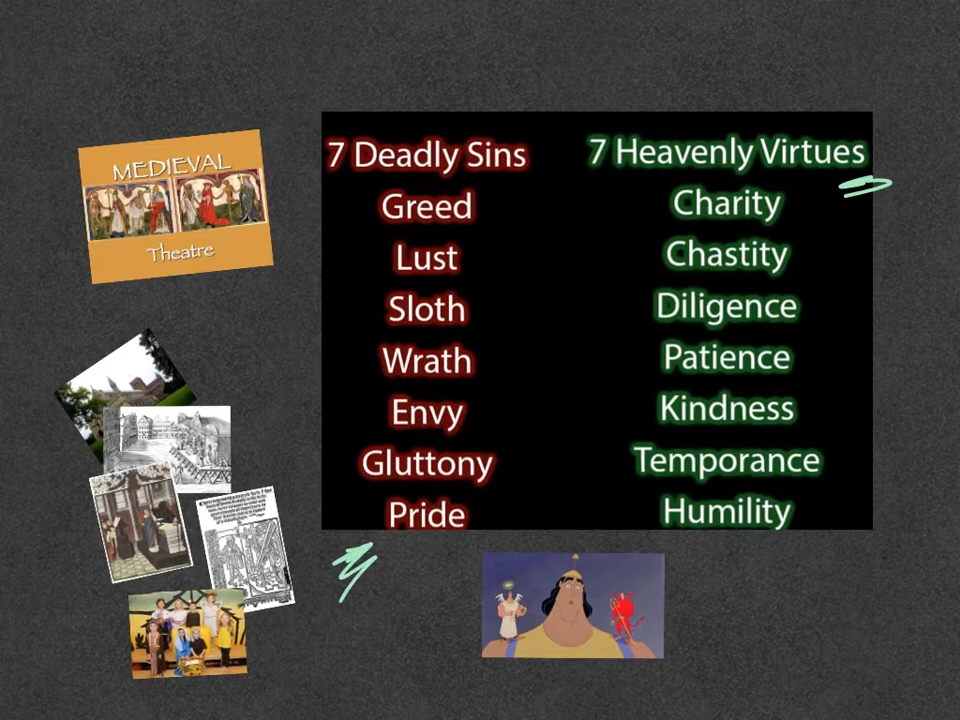 MEDIEVAL
Theatre
7 Deadly Sins
Greed
Lust
Sloth
Wrath
Envy
Gluttony
Pride
7 Heavenly Virtues
Charity
Chastity
Diligence
Patience
Kindness
Temporance
Humility